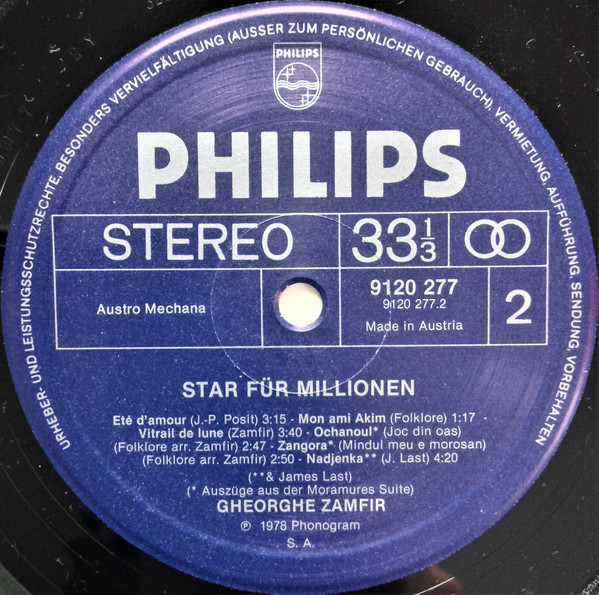 URHEBER- UND LEISTUNGSSCHUTZRECHTE, BESONDERS VERVIELFÄLTIGUNG (AUSSER ZUM PERSÖNLICHEN GEBRAUCH), VERMIETUNG, AUFFÜHRUNG, SENDUNG, VORBEHALTEN
PHILIPS
PHILIPS
STEREO 33 1/3
Austro Mechana
9120 277
9120 277.2
Made in Austria
2
STAR FÜR MILLIONEN
Eté d'amour (J.-P. Posit) 3:15 - Mon ami Akim (Folklore) 1:17 -
Vitrail de lune (Zamfir) 3:40 - Ochanoul* (Joc din oas)
(Folklore arr. Zamfir) 2:47 - Zangora* (Mindul meu e morosan)
(Folklore arr. Zamfir) 2:50 - Nadjenka** (J. Last) 4:20
(**& James Last)
(* Auszüge aus der Moramures Suite)
GHEORGHE ZAMFIR
℗ 1978 Phonogram
S. A.